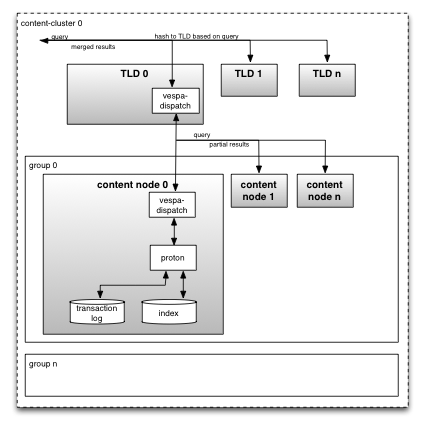 content-cluster 0
query
hash to TLD based on query
merged results
TLD 0
TLD 1
TLD n
vespa-
dispatch
query
partial results
group 0
content node 0
content
node 1
content
node n
vespa-
dispatch
proton
transaction
log
index
group n